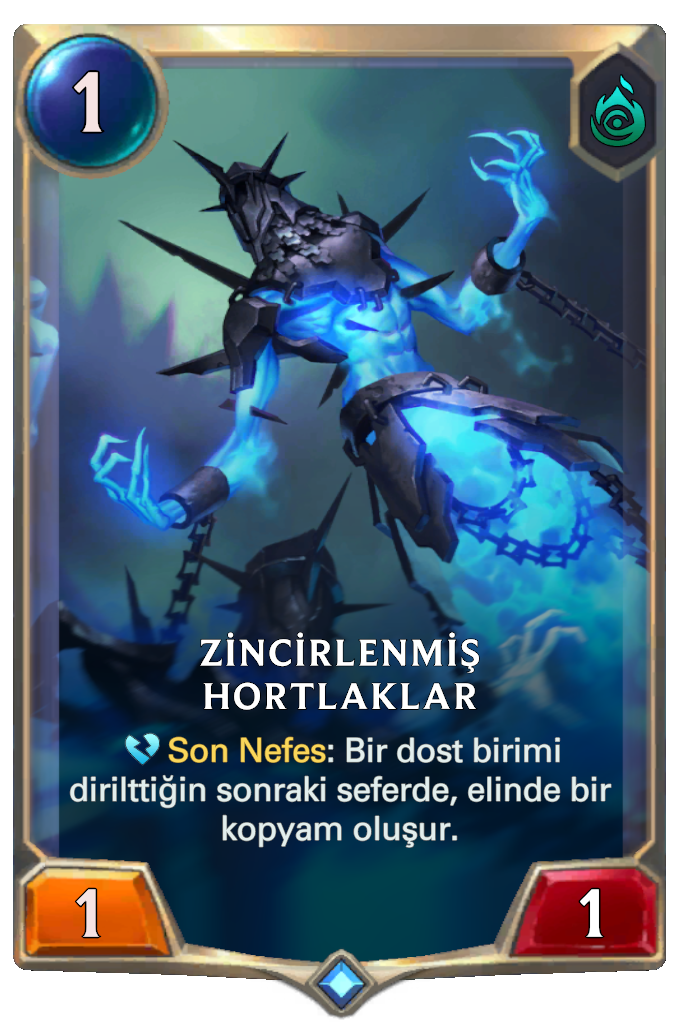 1
ZİNCİRLENMİŞ
HORTLAKLAR
Son Nefes: Bir dost birimi
dirilttiğin sonraki seferde, elinde bir
kopyam oluşur.
1
1